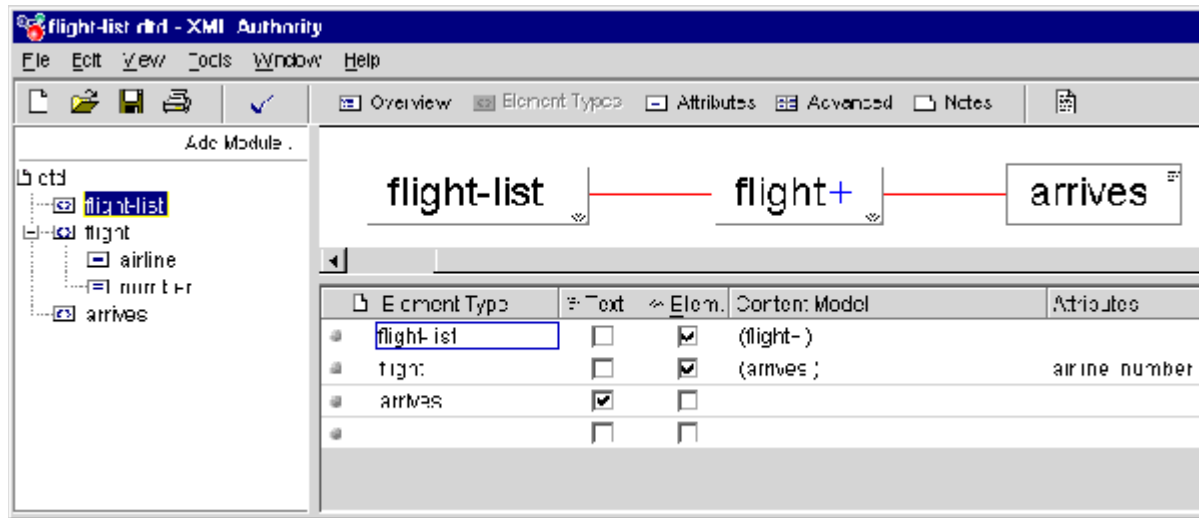 flight-list dtd - XML Authority
File Edit View Tools Window Help
Overview Element Types Attributes Advanced Notes
Add Module .
dtd
flight-list
flight
airline
number
arrives
flight-list flight+ arrives
Element Type Text Elem. Content Model Attributes
flight-list (flight+)
flight (arrives) airline number
arrives